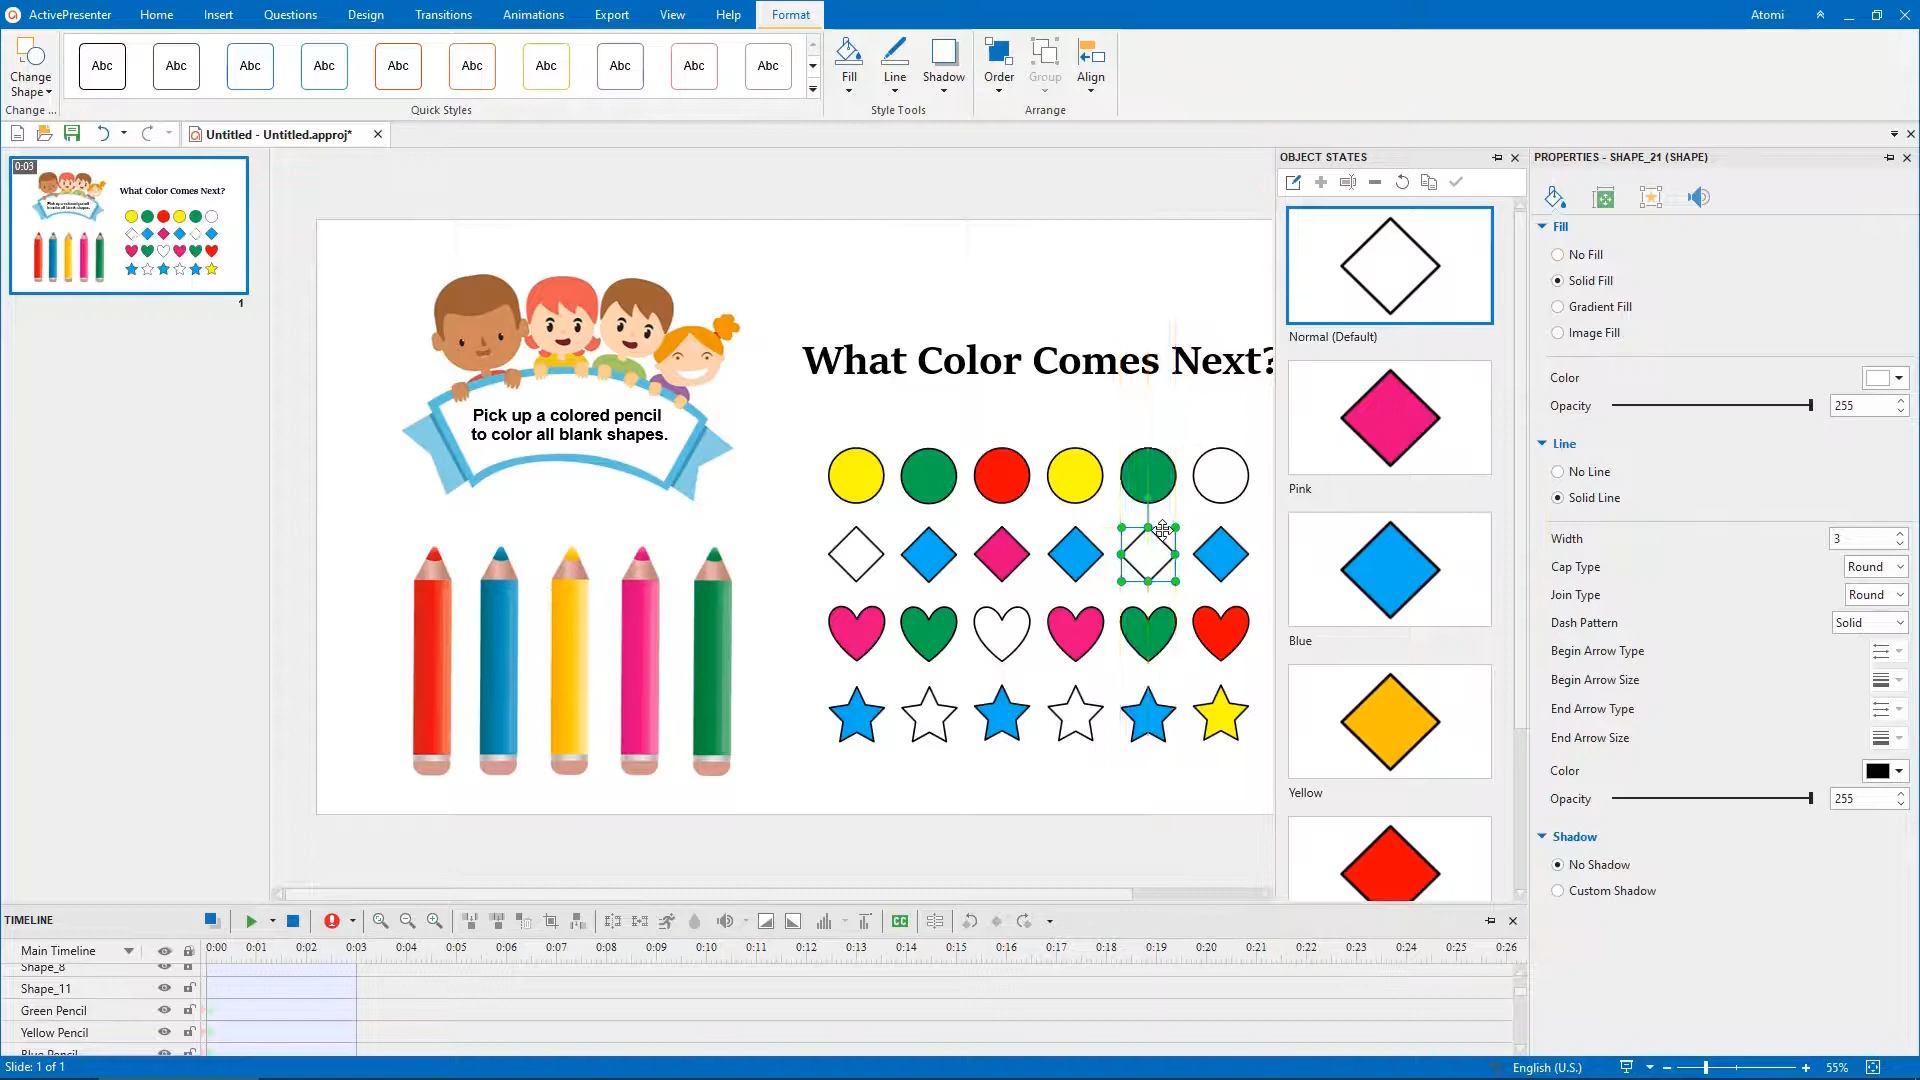 ActivePresenter Home Insert Questions Design Transitions Animations Export View Help Format Atomi
Abc Abc Abc Abc Abc Abc Abc Abc Abc Abc
Change
Shape
Fill Line Shadow Order Group Align
Change ... Quick Styles Style Tools Arrange
Untitled - Untitled.approj*
0:03
What Color Comes Next?
1
What Color Comes Next?
Pick up a colored pencil
to color all blank shapes.
OBJECT STATES
Normal (Default)
Pink
Blue
Yellow
PROPERTIES - SHAPE_21 (SHAPE)
Fill
No Fill
Solid Fill
Gradient Fill
Image Fill
Color
Opacity 255
Line
No Line
Solid Line
Width 3
Cap Type Round
Join Type Round
Dash Pattern Solid
Begin Arrow Type
Begin Arrow Size
End Arrow Type
End Arrow Size
Color
Opacity 255
Shadow
No Shadow
Custom Shadow
TIMELINE
CC
Main Timeline 0:00 0:01 0:02 0:03 0:04 0:05 0:06 0:07 0:08 0:09 0:10 0:11 0:12 0:13 0:14 0:15 0:16 0:17 0:18 0:19 0:20 0:21 0:22 0:23 0:24 0:25 0:26
Shape_8
Shape_11
Green Pencil
Yellow Pencil
Blue Pencil
Slide: 1 of 1 English (U.S.) 55%